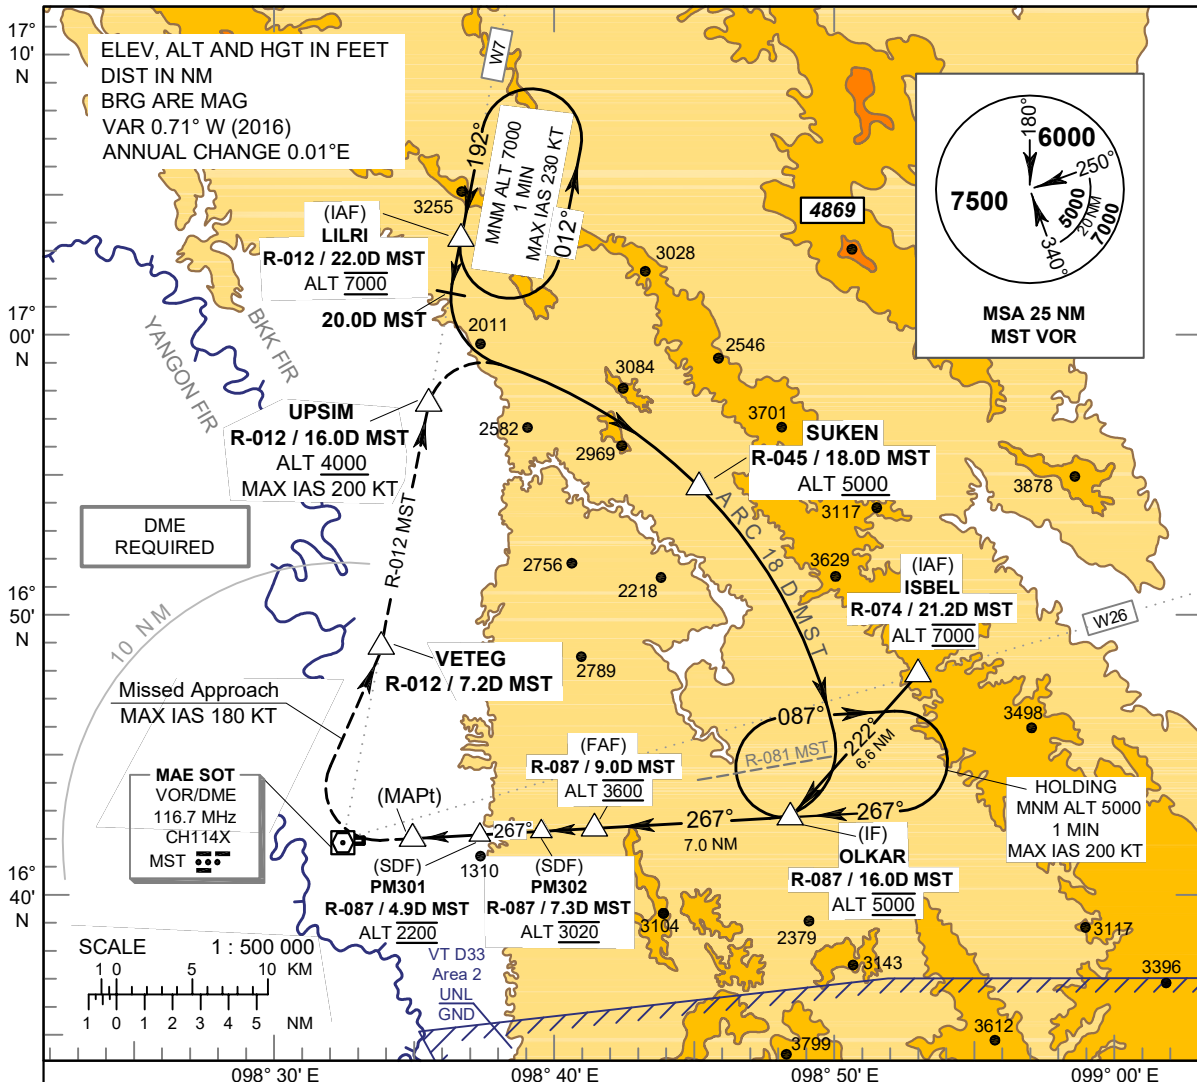 17°
10'
N
ELEV, ALT AND HGT IN FEET
DIST IN NM
BRG ARE MAG
VAR 0.71° W (2016)
ANNUAL CHANGE 0.01°E
W7
192°
MNM ALT 7000
1 MIN
MAX IAS 230 KT
012°
3255
(IAF)
LILRI
R-012 / 22.0D MST
ALT 7000
20.0D MST
4869
180°
6000
250°
7500
5000
20 NM
7000
340°
MSA 25 NM
MST VOR
3028
17°
00'
N
YANGON FIR
BKK FIR
2011
2546
3084
UPSIM
R-012 / 16.0D MST
ALT 4000
MAX IAS 200 KT
2582
2969
3701
SUKEN
R-045 / 18.0D MST
ALT 5000
3878
3117
DME
REQUIRED
R-012 MST
ARC 18 D MST
2756
2218
3629
(IAF)
ISBEL
R-074 / 21.2D MST
ALT 7000
W26
16°
50'
N
10 NM
VETEG
R-012 / 7.2D MST
2789
Missed Approach
MAX IAS 180 KT
087°
222°
6.6 NM
R-081 MST
3498
(FAF)
R-087 / 9.0D MST
ALT 3600
MAE SOT
VOR/DME
116.7 MHz
CH114X
MST
(MAPt)
267°
267°
7.0 NM
267°
HOLDING
MNM ALT 5000
1 MIN
MAX IAS 200 KT
(IF)
OLKAR
R-087 / 16.0D MST
ALT 5000
1310
(SDF)
PM301
R-087 / 4.9D MST
ALT 2200
(SDF)
PM302
R-087 / 7.3D MST
ALT 3020
16°
40'
N
3104
2379
3117
3143
3396
SCALE 1 : 500 000
1 0 5 10 KM
1 0 1 2 3 4 5 NM
VT D33
Area 2
UNL
GND
3612
3799
098° 30' E
098° 40' E
098° 50' E
099° 00' E